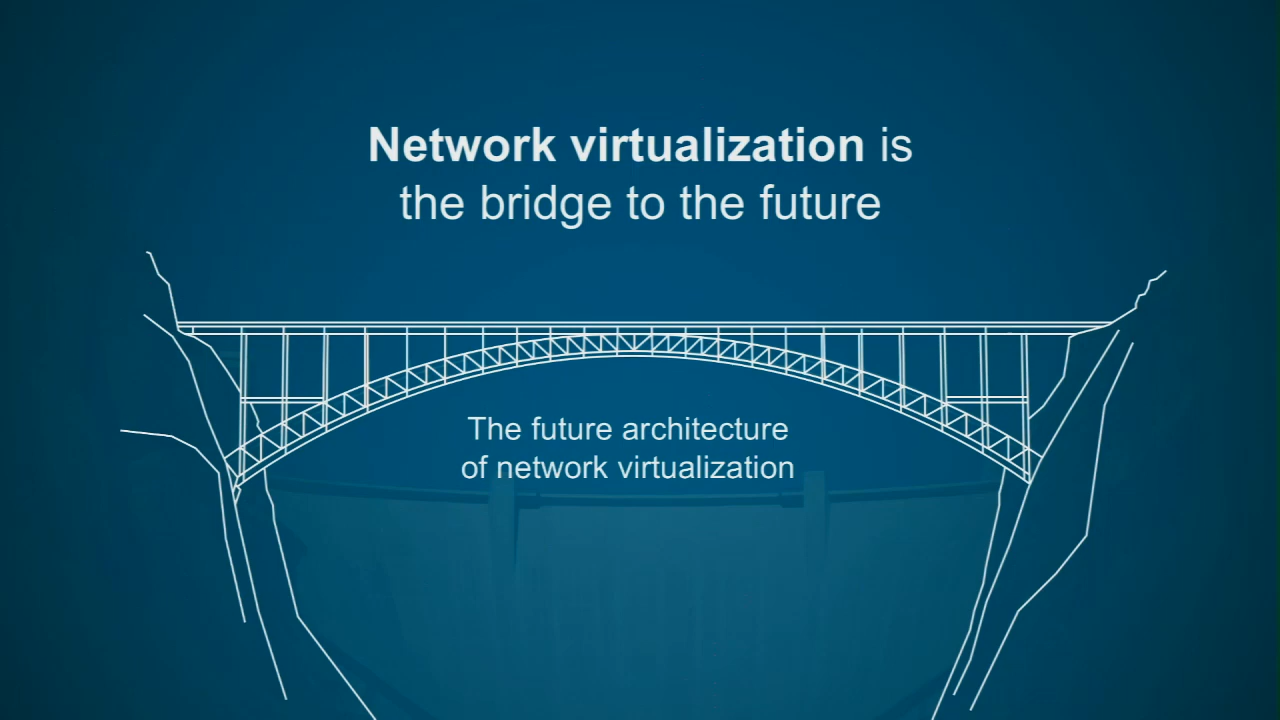 Network virtualization is
the bridge to the future
The future architecture
of network virtualization